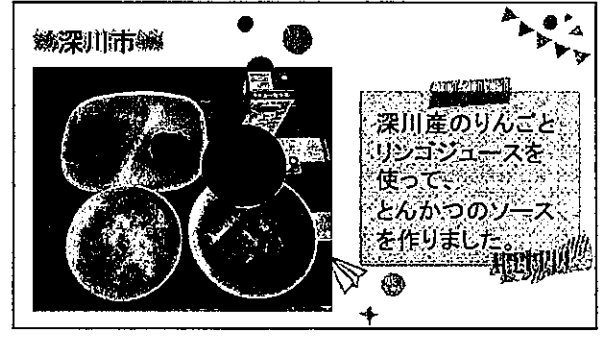 深川市
深川産のりんごと
リンゴジュースを
使って、
とんかつのソース
を作りました。